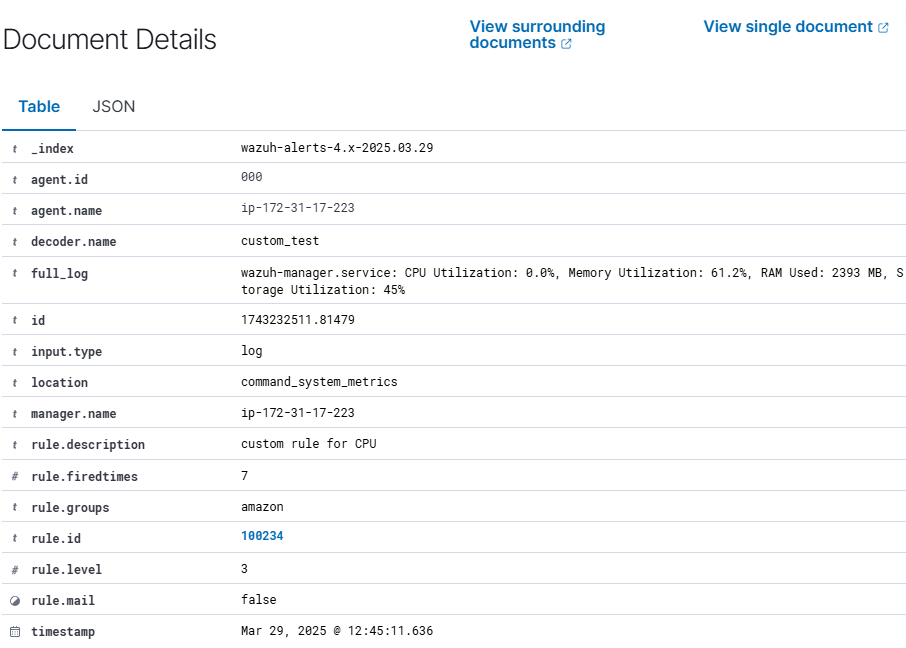 Document Details
View surrounding
documents
View single document
Table JSON
t _index wazuh-alerts-4.x-2025.03.29
t agent.id 000
t agent.name ip-172-31-17-223
t decoder.name custom_test
t full_log wazuh-manager.service: CPU Utilization: 0.0%, Memory Utilization: 61.2%, RAM Used: 2393 MB, S
torage Utilization: 45%
t id 1743232511.81479
t input.type log
t location command_system_metrics
t manager.name ip-172-31-17-223
t rule.description custom rule for CPU
# rule.firedtimes 7
t rule.groups amazon
t rule.id 100234
# rule.level 3
rule.mail false
timestamp Mar 29, 2025 @ 12:45:11.636